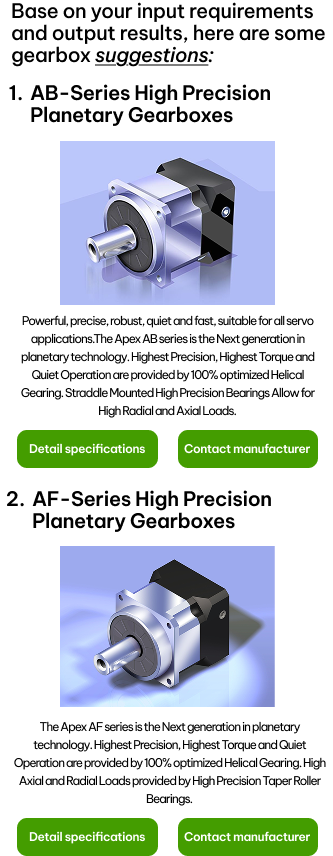 Base on your input requirements
and output results, here are some
gearbox suggestions:
1. AB-Series High Precision
Planetary Gearboxes
Powerful, precise, robust, quiet and fast, suitable for all servo
applications.The Apex AB series is the Next generation in
planetary technology. Highest Precision, Highest Torque and
Quiet Operation are provided by 100% optimized Helical
Gearing. Straddle Mounted High Precision Bearings Allow for
High Radial and Axial Loads.
Detail specifications
Contact manufacturer
2. AF-Series High Precision
Planetary Gearboxes
The Apex AF series is the Next generation in planetary
technology. Highest Precision, Highest Torque and Quiet
Operation are provided by 100% optimized Helical Gearing. High
Axial and Radial Loads provided by High Precision Taper Roller
Bearings.
Detail specifications
Contact manufacturer